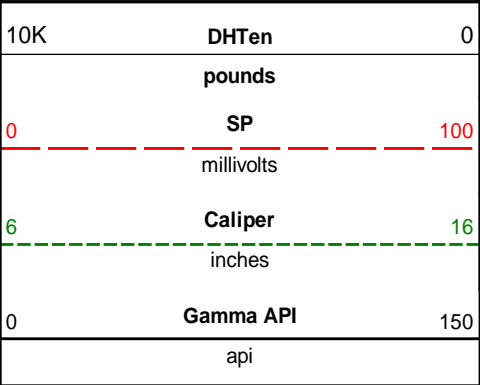 10K DHTen 0
pounds
SP
0 100
millivolts
Caliper
6 16
inches
Gamma API
0 150
api